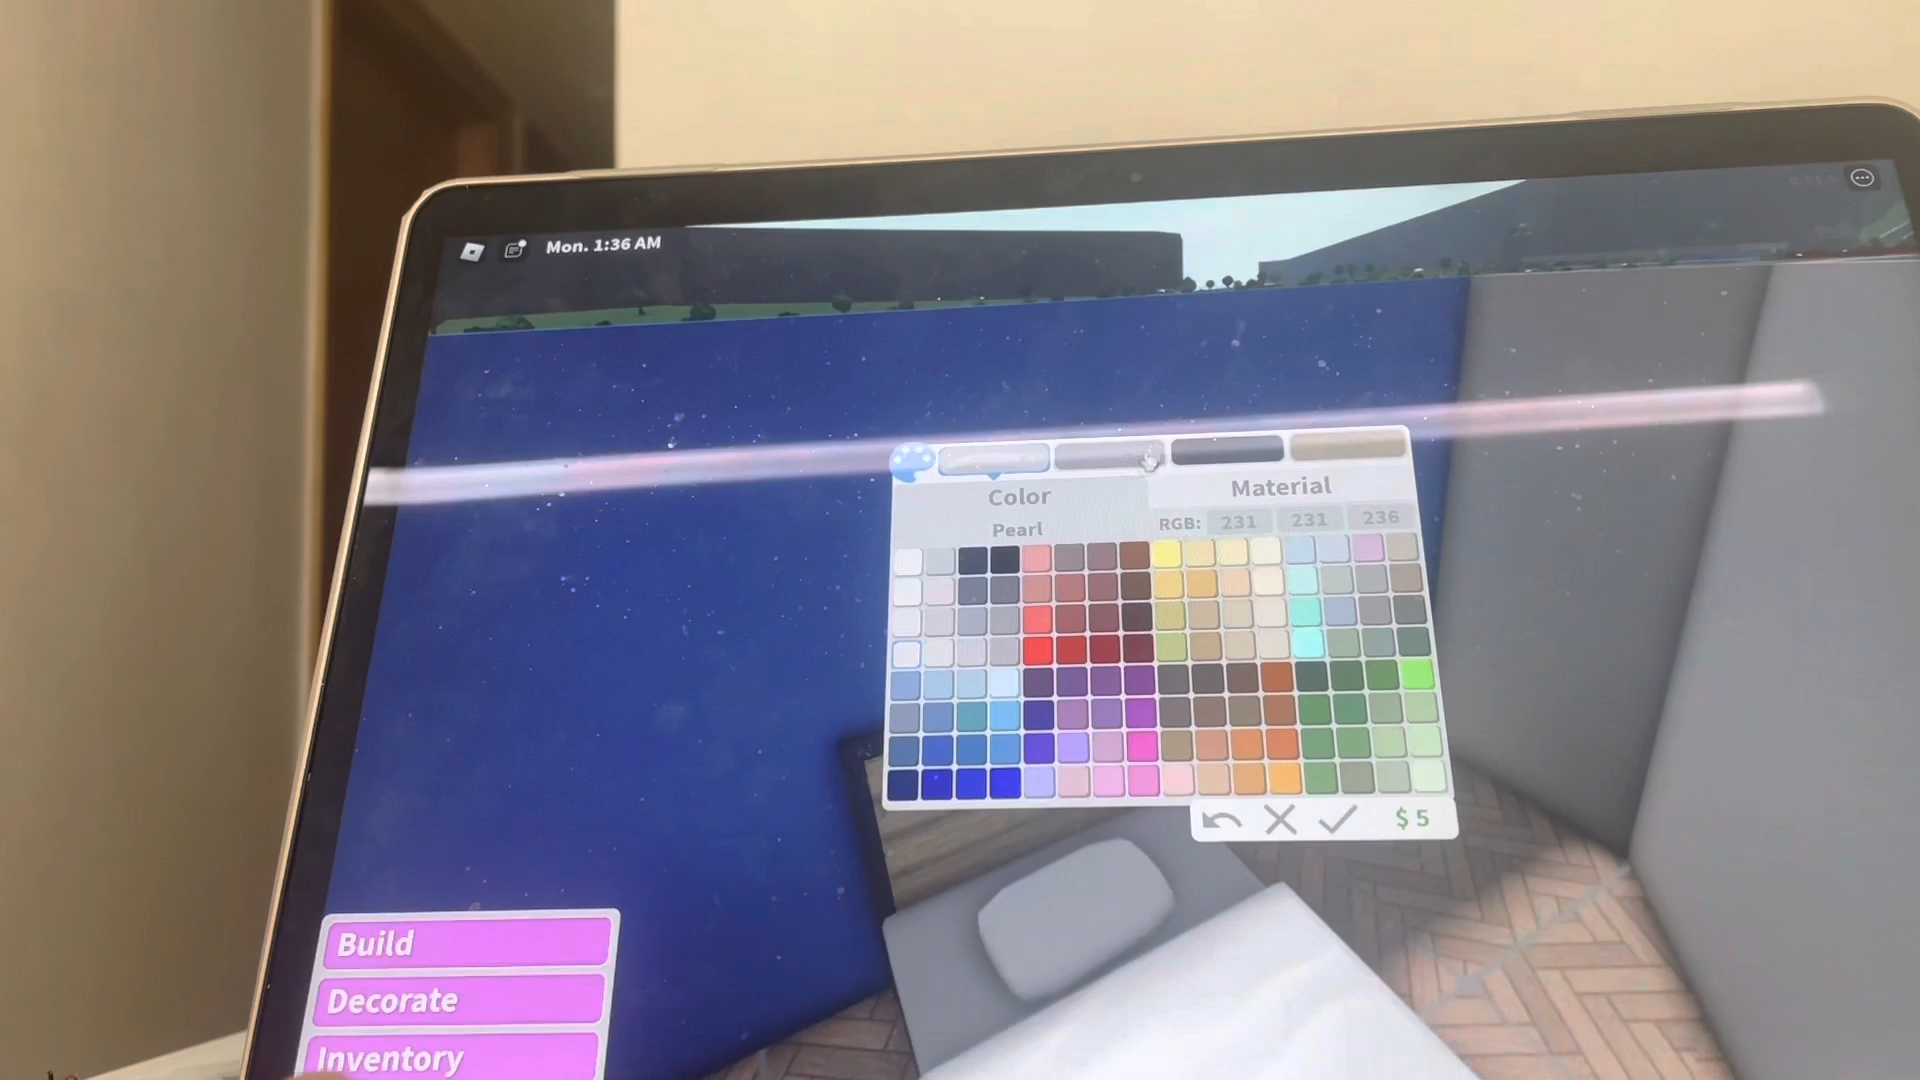 Mon. 1:36 AM
Color
Material
Pearl
RGB: 231 231 236
$ 5
Build
Decorate
Inventory